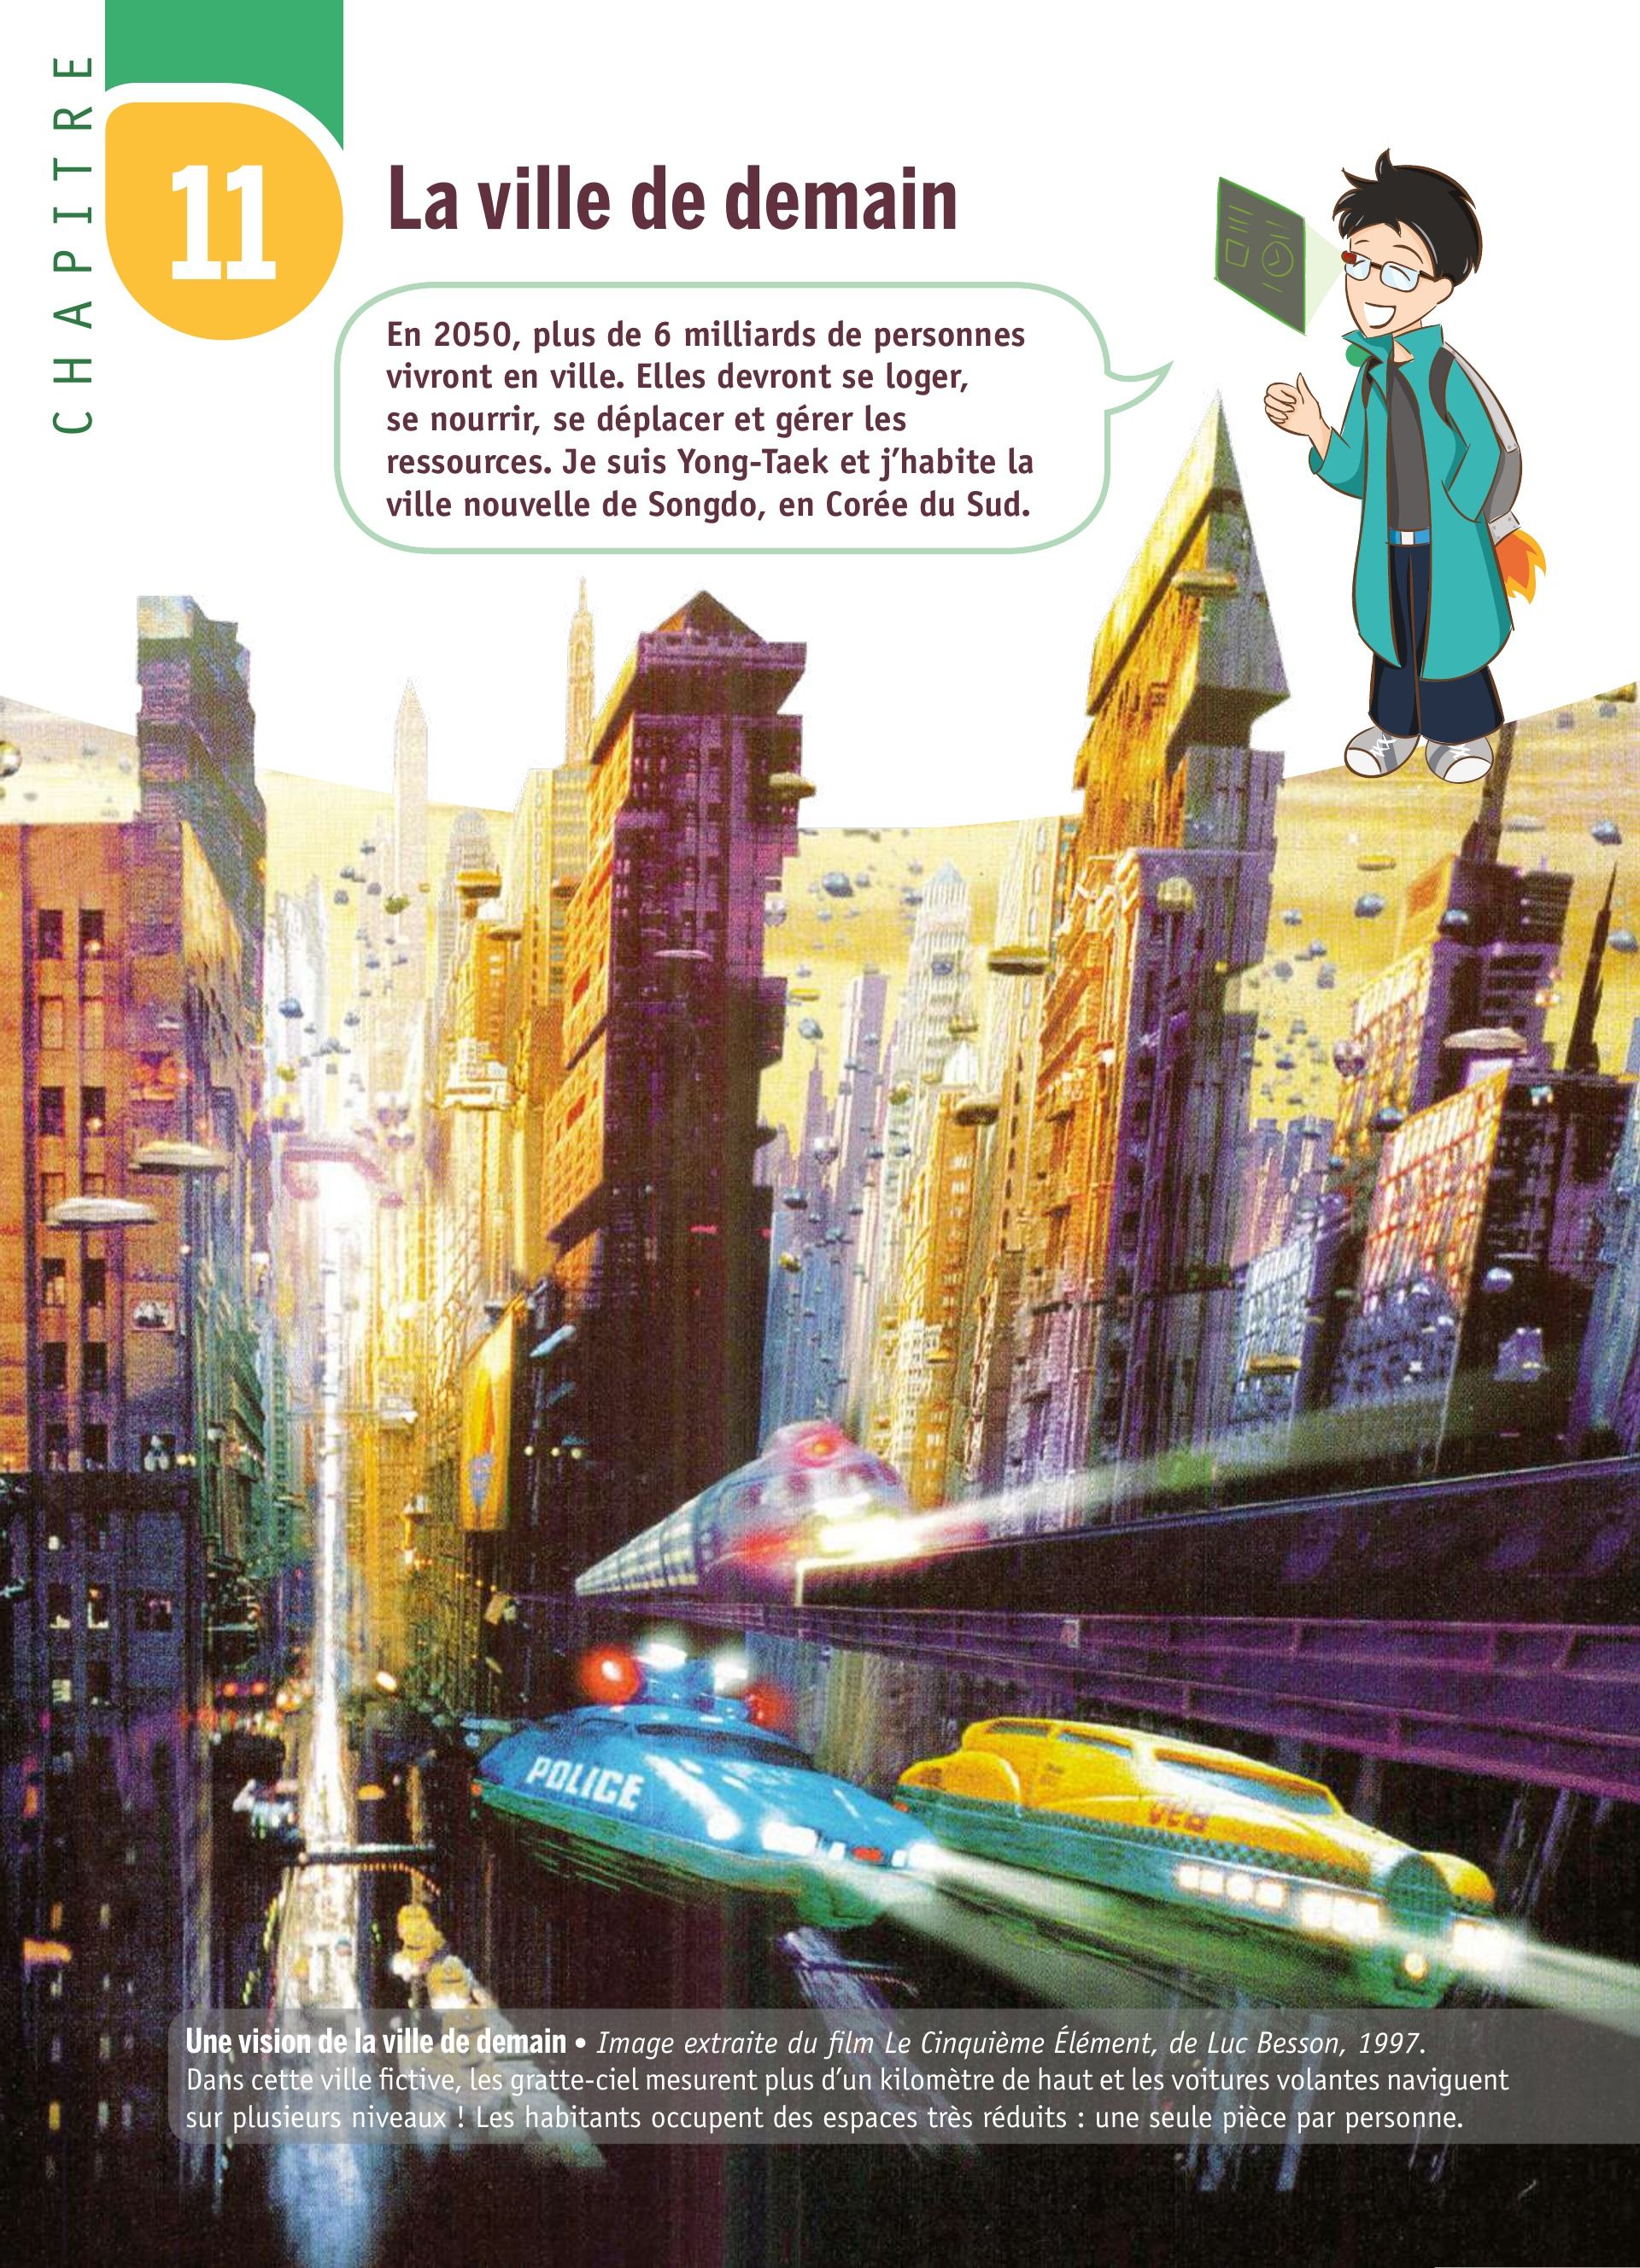 CHAPITRE
11
La ville de demain
En 2050, plus de 6 milliards de personnes
vivront en ville. Elles devront se loger,
se nourrir, se déplacer et gérer les
ressources. Je suis Yong-Taek et j'habite la
ville nouvelle de Songdo, en Corée du Sud.
POLICE
Une vision de la ville de demain • Image extraite du film Le Cinquième Élément, de Luc Besson, 1997.
Dans cette ville fictive, les gratte-ciel mesurent plus d'un kilomètre de haut et les voitures volantes naviguent
sur plusieurs niveaux ! Les habitants occupent des espaces très réduits : une seule pièce par personne.